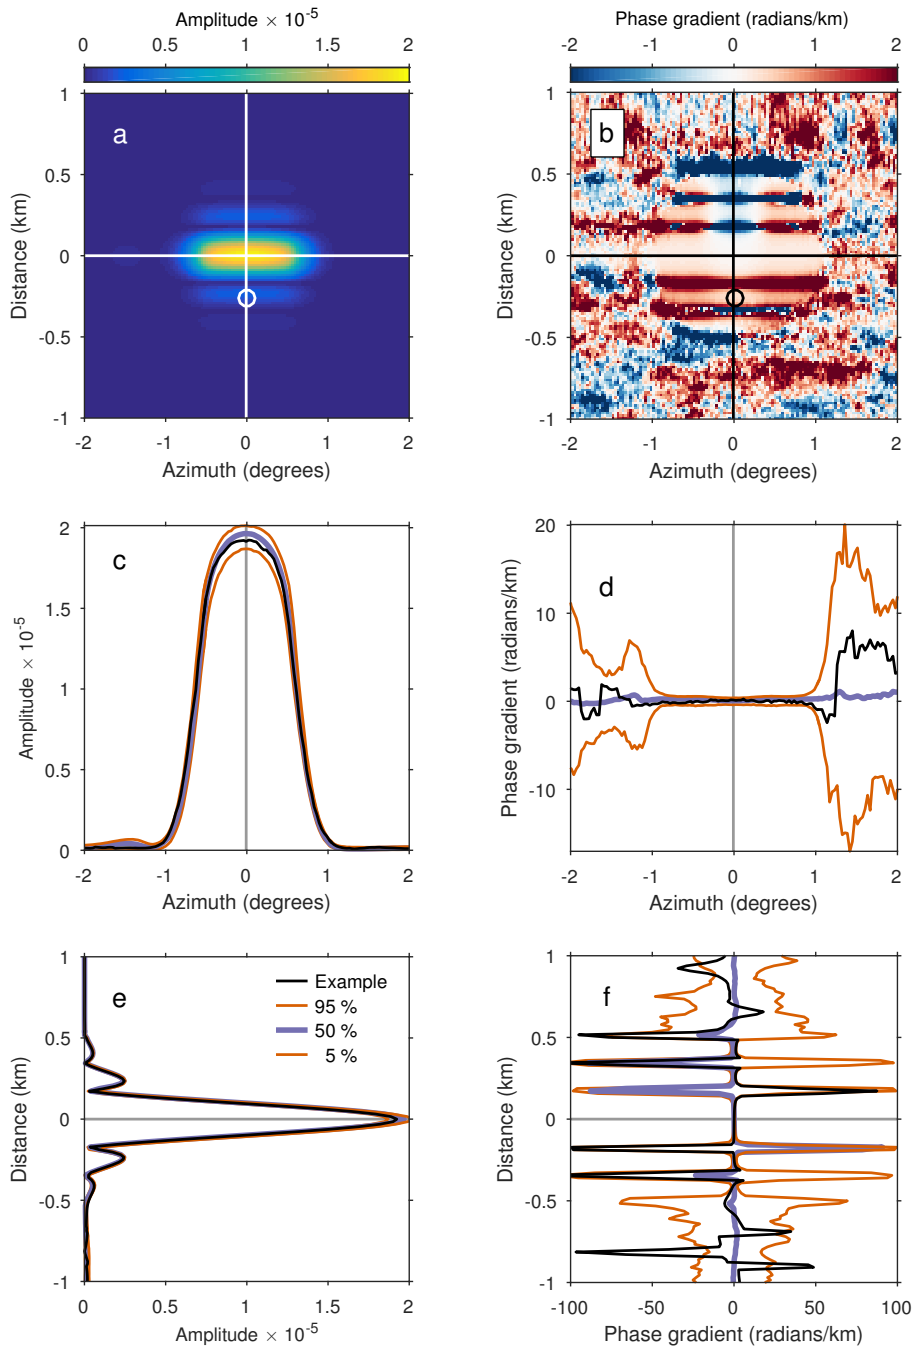 Amplitude × 10-5
0 0.5 1 1.5 2
1
0.5
0
-0.5
-1
Distance (km)
a
-2 -1 0 1 2
Azimuth (degrees)
Phase gradient (radians/km)
-2 -1 0 1 2
1
0.5
0
-0.5
-1
Distance (km)
b
-2 -1 0 1 2
Azimuth (degrees)
2
1.5
1
0.5
0
Amplitude × 10-5
c
-2 -1 0 1 2
Azimuth (degrees)
20
10
0
-10
Phase gradient (radians/km)
d
-2 -1 0 1 2
Azimuth (degrees)
1
0.5
0
-0.5
-1
Distance (km)
e
Example
95 %
50 %
5 %
0 0.5 1 1.5 2
Amplitude × 10-5
1
0.5
0
-0.5
-1
Distance (km)
f
-100 -50 0 50 100
Phase gradient (radians/km)